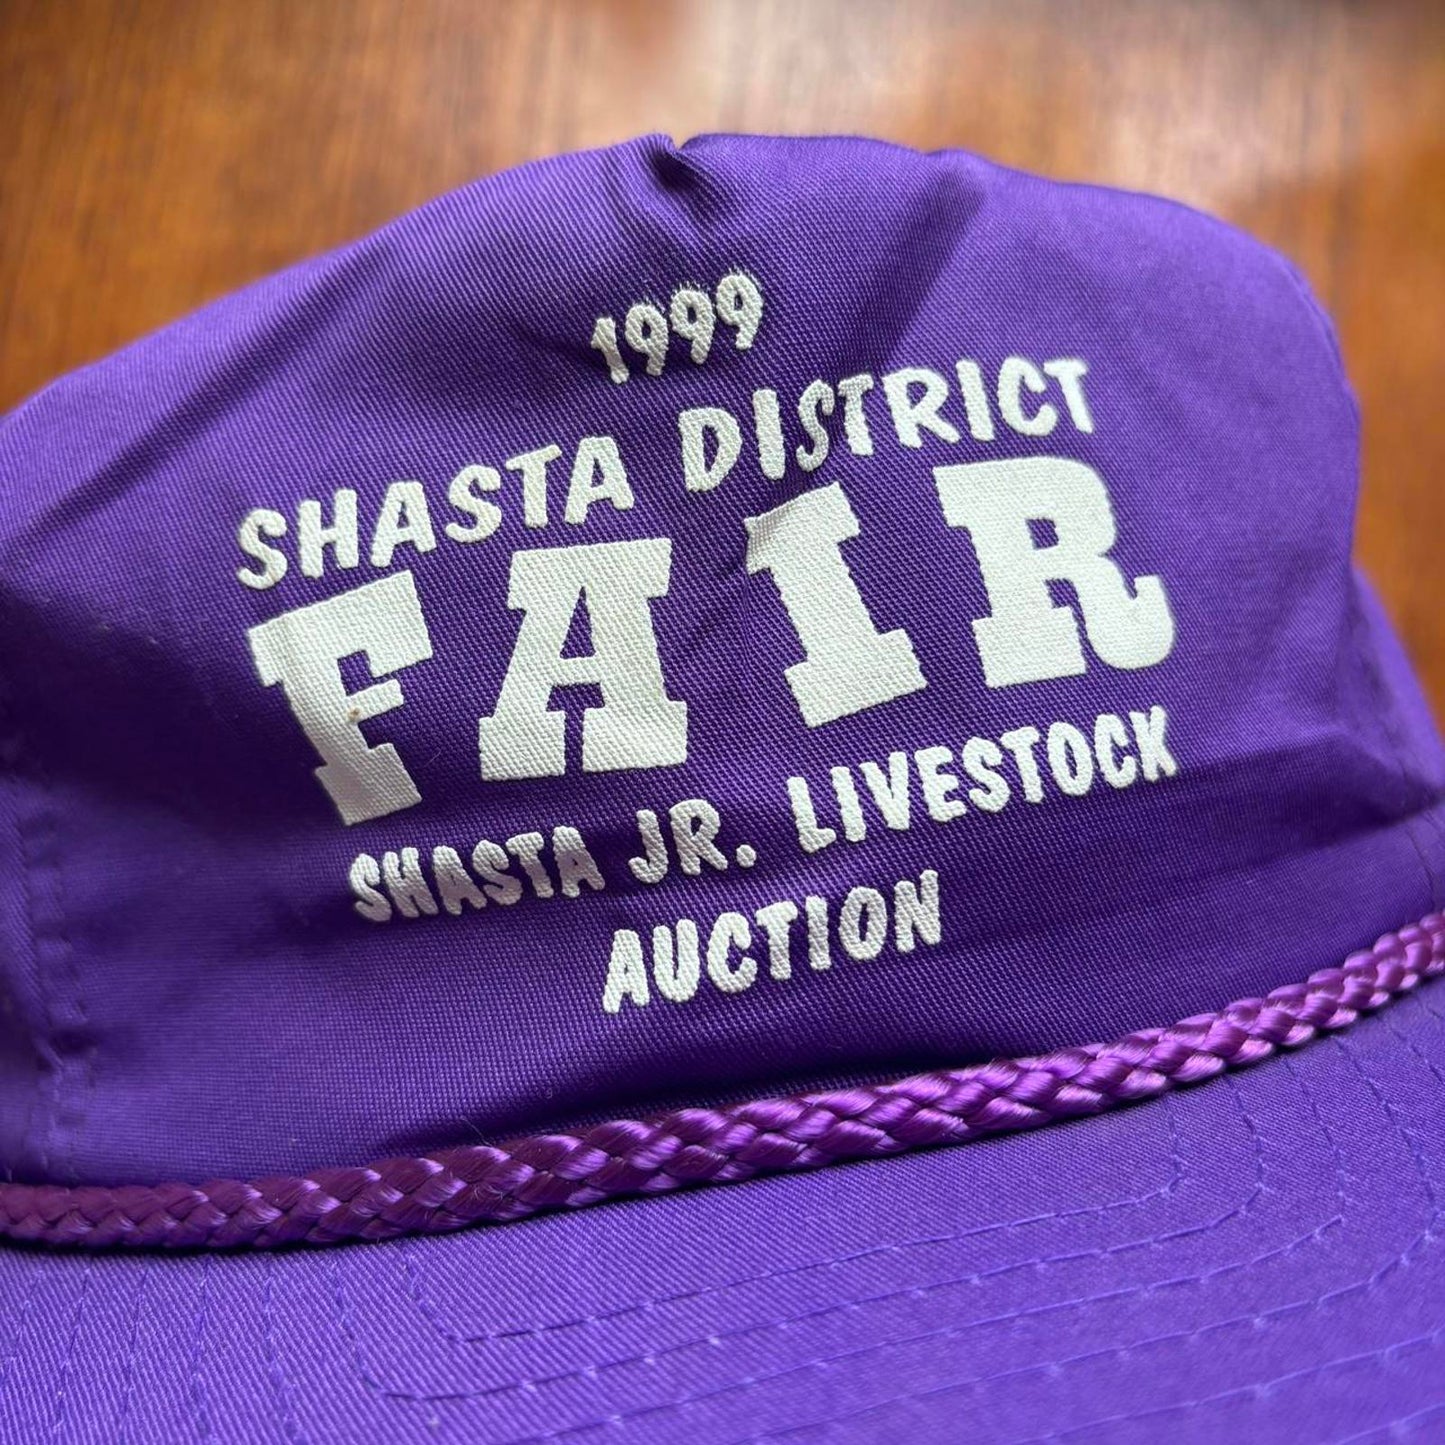 1999
SHASTA DISTRICT
FAIR
SHASTA JR. LIVESTOCK
AUCTION